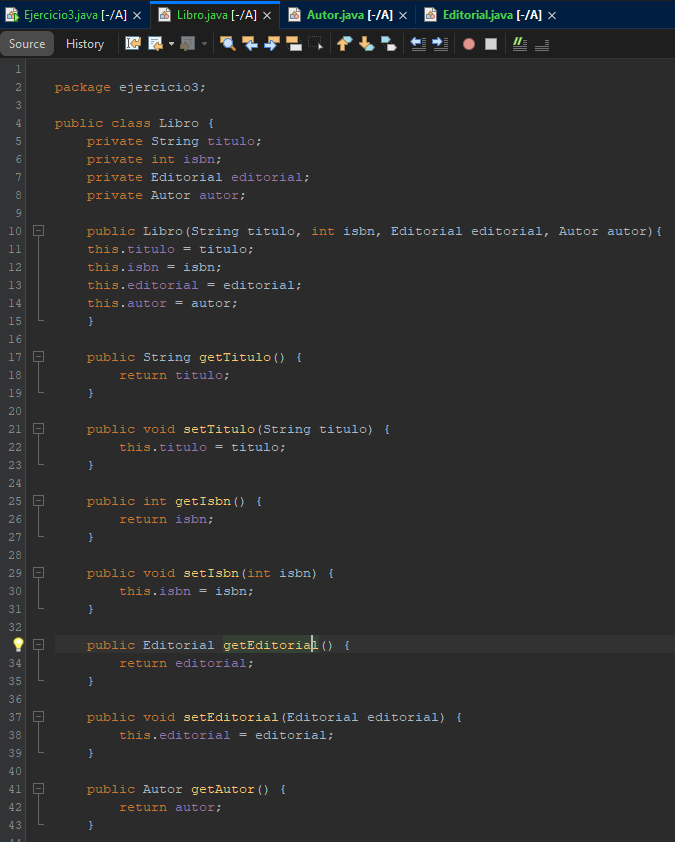 Ejercicio3.java [-/A] × Libro.java [-/A] × Autor.java [-/A] × Editorial.java [-/A] ×
Source History
1
2 package ejercicio3;
3
4 public class Libro {
5 private String titulo;
6 private int isbn;
7 private Editorial editorial;
8 private Autor autor;
9
10 public Libro(String titulo, int isbn, Editorial editorial, Autor autor){
11 this.titulo = titulo;
12 this.isbn = isbn;
13 this.editorial = editorial;
14 this.autor = autor;
15 }
16
17 public String getTitulo() {
18 return titulo;
19 }
20
21 public void setTitulo(String titulo) {
22 this.titulo = titulo;
23 }
24
25 public int getIsbn() {
26 return isbn;
27 }
28
29 public void setIsbn(int isbn) {
30 this.isbn = isbn;
31 }
32
public Editorial getEditorial() {
34 return editorial;
35 }
36
37 public void setEditorial(Editorial editorial) {
38 this.editorial = editorial;
39 }
40
41 public Autor getAutor() {
42 return autor;
43 }